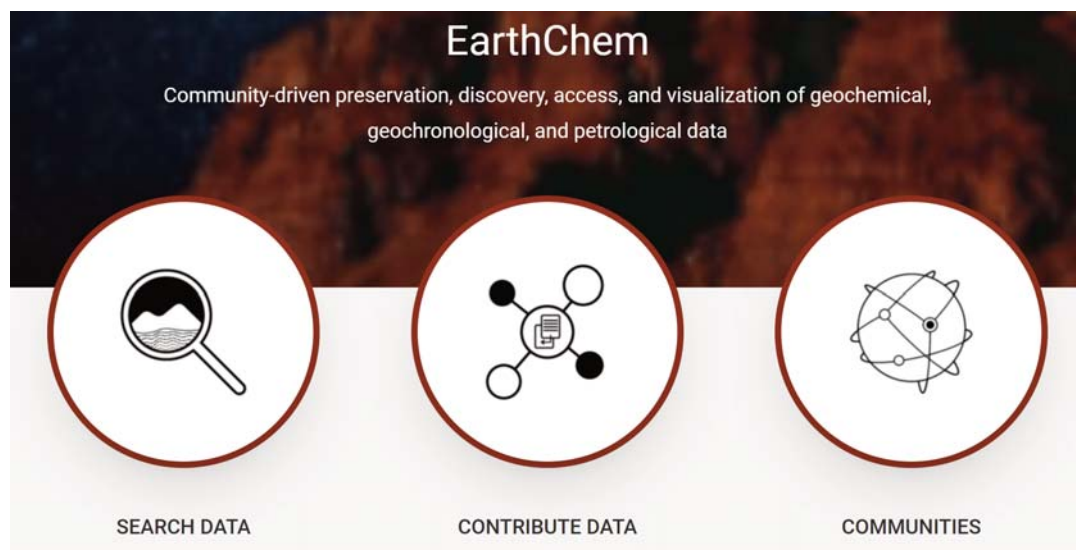 EarthChem
Community-driven preservation, discovery, access, and visualization of geochemical,
geochronological, and petrological data
SEARCH DATA
CONTRIBUTE DATA
COMMUNITIES